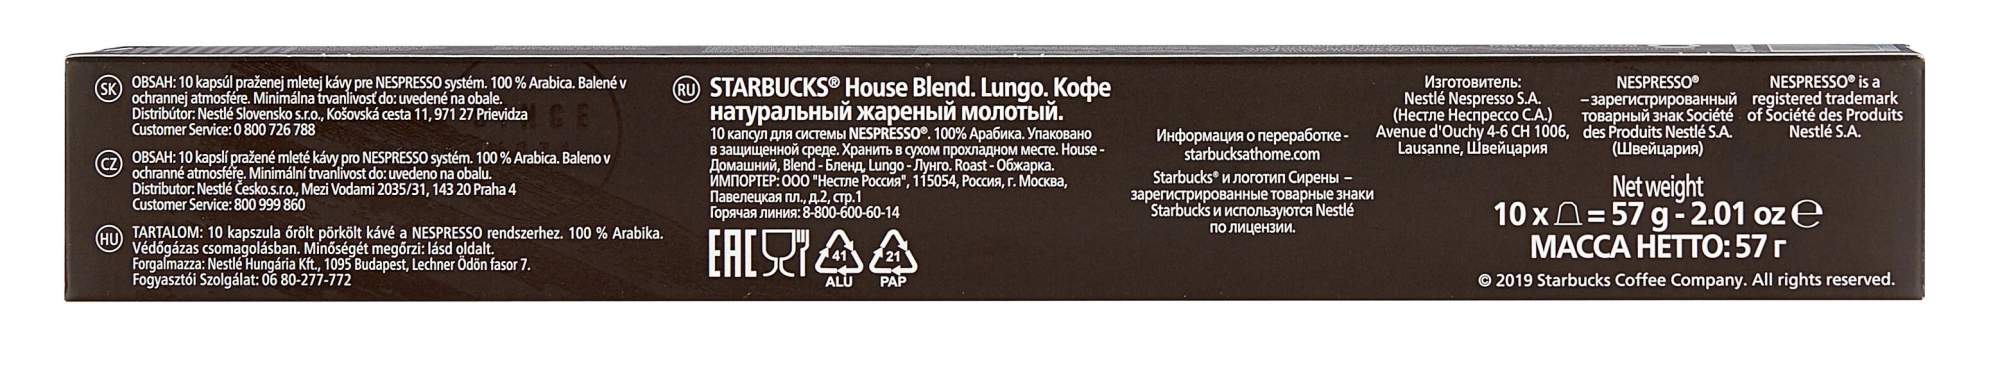 SK
OBSAH: 10 kapsúl praženej mletej kávy pre NESPRESSO systém. 100 % Arabica. Balené v
ochrannej atmosfére. Minimálna trvanlivosť do: uvedené na obale.
Distribútor: Nestlé Slovensko s.r.o., Košovská cesta 11, 971 27 Prievidza
Customer Service: 0 800 726 788
CZ
OBSAH: 10 kapslí pražené mleté kávy pro NESPRESSO systém. 100 % Arabica. Baleno v
ochranné atmosféře. Minimální trvanlivost do: uvedeno na obalu.
Distributor: Nestlé Česko.s.r.o., Mezi Vodami 2035/31, 143 20 Praha 4
Customer Service: 800 999 860
HU
TARTALOM: 10 kapszula őrölt pörkölt kávé a NESPRESSO rendszerhez. 100 % Arabika.
Védőgázas csomagolásban. Minőségét megőrzi: lásd oldalt.
Forgalmazza: Nestlé Hungária Kft., 1095 Budapest, Lechner Ödön fasor 7.
Fogyasztói Szolgálat: 06 80-277-772
RU
STARBUCKS® House Blend. Lungo. Кофе
натуральный жареный молотый.
10 капсул для системы NESPRESSO®. 100% Арабика. Упаковано
в защищенной среде. Хранить в сухом прохладном месте. House -
Домашний, Blend - Бленд, Lungo - Лунго. Roast - Обжарка.
ИМПОРТЕР: ООО "Нестле Россия", 115054, Россия, г. Москва,
Павелецкая пл., д.2, стр.1
Горячая линия: 8-800-600-60-14
EAC
41
ALU
21
PAP
Информация о переработке -
starbucksathome.com
Starbucks® и логотип Сирены –
зарегистрированные товарные знаки
Starbucks и используются Nestlé
по лицензии.
Изготовитель:
Nestlé Nespresso S.A.
(Нестле Неспрессо С.А.)
Avenue d'Ouchy 4-6 CH 1006,
Lausanne, Швейцария
NESPRESSO®
– зарегистрированный
товарный знак Société
des Produits Nestlé S.A.
(Швейцария)
NESPRESSO® is a
registered trademark
of Société des Produits
Nestlé S.A.
Net weight
10 x = 57 g - 2.01 oz ℮
МАССА НЕТТО: 57 г
© 2019 Starbucks Coffee Company. All rights reserved.